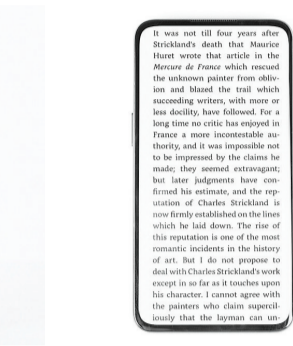 It was not till four years after
Strickland's death that Maurice
Huret wrote that article in the
Mercure de France which rescued
the unknown painter from obliv-
ion and blazed the trail which
succeeding writers, with more or
less docility, have followed. For a
long time no critic has enjoyed in
France a more incontestable au-
thority, and it was impossible not
to be impressed by the claims he
made; they seemed extravagant;
but later judgments have con-
firmed his estimate, and the rep-
utation of Charles Strickland is
now firmly established on the lines
which he laid down. The rise of
this reputation is one of the most
romantic incidents in the history
of art. But I do not propose to
deal with Charles Strickland's work
except in so far as it touches upon
his character. I cannot agree with
the painters who claim supercil-
iously that the layman can un-